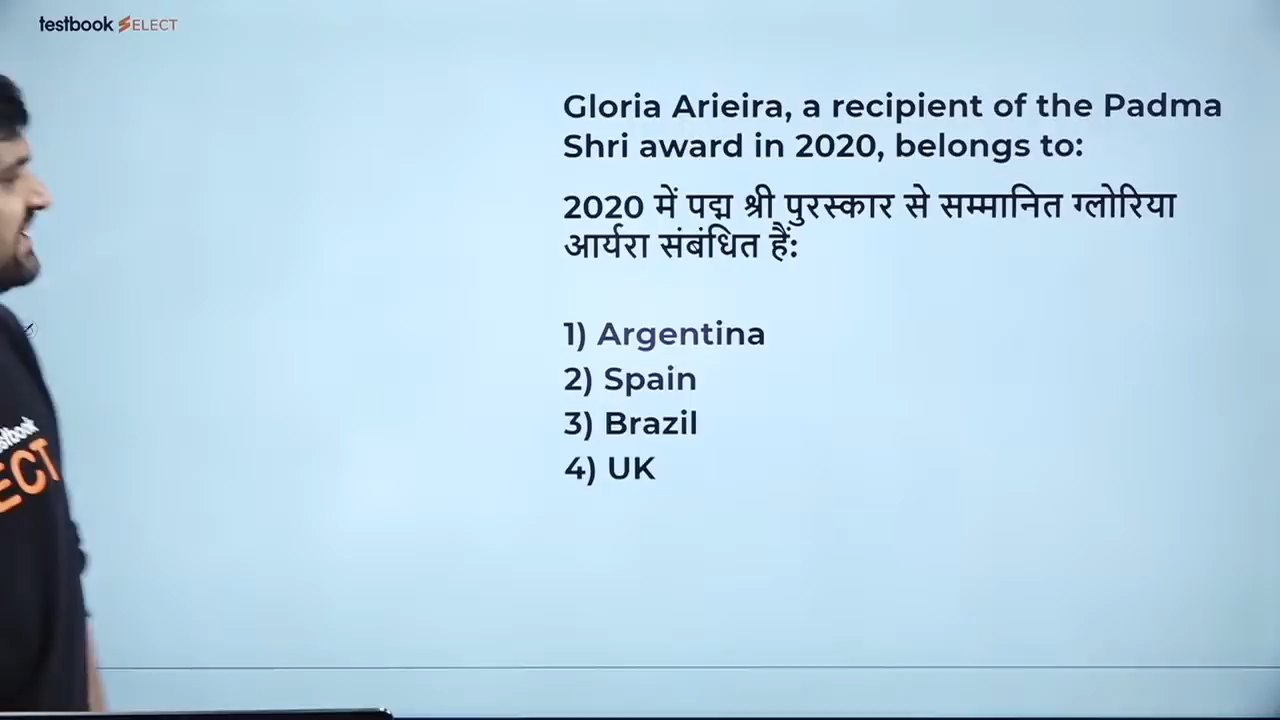 testbook SELECT
Gloria Arieira, a recipient of the Padma
Shri award in 2020, belongs to:
2020 में पद्म श्री पुरस्कार से सम्मानित ग्लोरिया
आर्यरा संबंधित हैं:
1) Argentina
2) Spain
3) Brazil
4) UK